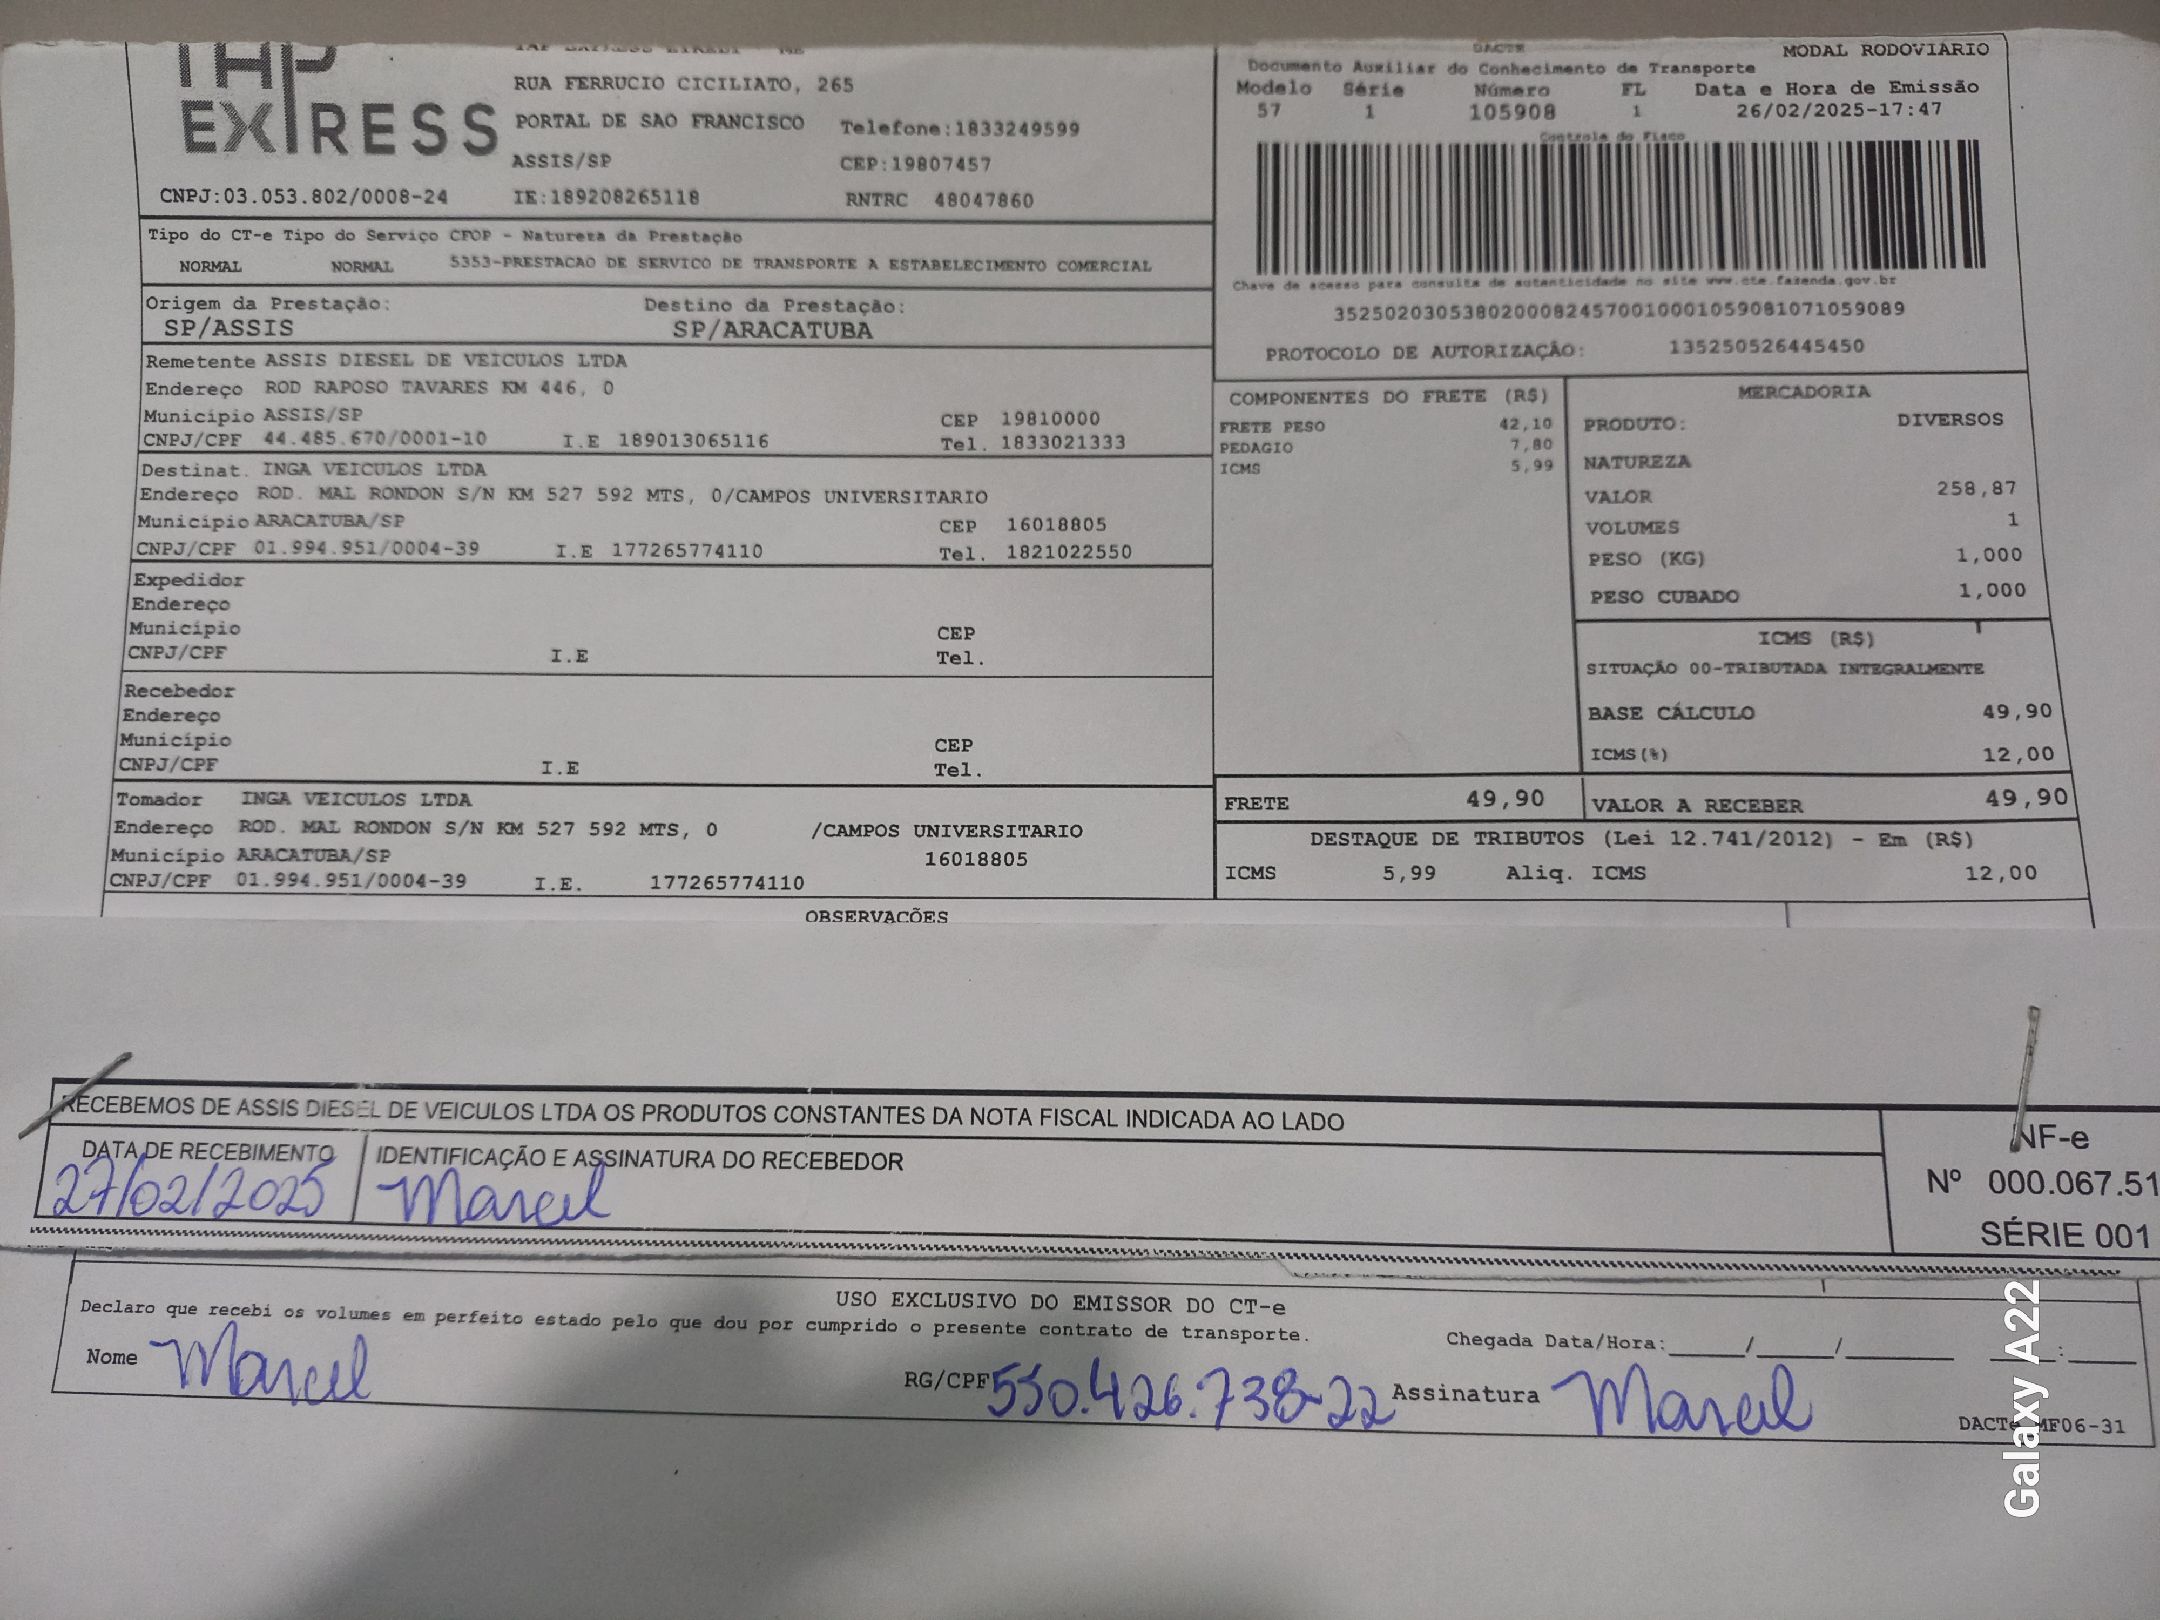 TAP
EXPRESS
TAP EXPRESS EIRELI - ME
RUA FERRUCIO CICILIATO, 265
PORTAL DE SAO FRANCISCO Telefone:1833249599
ASSIS/SP CEP:19807457
CNPJ:03.053.802/0008-24 IE:189208265118 RNTRC 48047860
DACTE MODAL RODOVIARIO
Documento Auxiliar do Conhecimento de Transporte
Modelo Série Número FL Data e Hora de Emissão
57 1 105908 1 26/02/2025-17:47
Controle do Fisco
Chave de acesso para consulta de autenticidade no site www.cte.fazenda.gov.br
35250203053802000824570010001059081071059089
PROTOCOLO DE AUTORIZAÇÃO: 135250526445450
Tipo do CT-e Tipo do Serviço CFOP - Natureza da Prestação
NORMAL NORMAL 5353-PRESTACAO DE SERVICO DE TRANSPORTE A ESTABELECIMENTO COMERCIAL
Origem da Prestação: Destino da Prestação:
SP/ASSIS SP/ARACATUBA
Remetente ASSIS DIESEL DE VEICULOS LTDA
Endereço ROD RAPOSO TAVARES KM 446, 0
Município ASSIS/SP CEP 19810000
CNPJ/CPF 44.485.670/0001-10 I.E 189013065116 Tel. 1833021333
Destinat. INGA VEICULOS LTDA
Endereço ROD. MAL RONDON S/N KM 527 592 MTS, 0/CAMPOS UNIVERSITARIO
Município ARACATUBA/SP CEP 16018805
CNPJ/CPF 01.994.951/0004-39 I.E 177265774110 Tel. 1821022550
Expedidor
Endereço
Município CEP
CNPJ/CPF I.E Tel.
Recebedor
Endereço
Município CEP
CNPJ/CPF I.E Tel.
Tomador INGA VEICULOS LTDA
Endereço ROD. MAL RONDON S/N KM 527 592 MTS, 0 /CAMPOS UNIVERSITARIO
Município ARACATUBA/SP 16018805
CNPJ/CPF 01.994.951/0004-39 I.E. 177265774110
COMPONENTES DO FRETE (R$)
FRETE PESO 42,10
PEDAGIO 7,80
ICMS 5,99
MERCADORIA
PRODUTO: DIVERSOS
NATUREZA
VALOR 258,87
VOLUMES 1
PESO (KG) 1,000
PESO CUBADO 1,000
ICMS (R$)
SITUAÇÃO 00-TRIBUTADA INTEGRALMENTE
BASE CÁLCULO 49,90
ICMS(%) 12,00
FRETE 49,90 VALOR A RECEBER 49,90
DESTAQUE DE TRIBUTOS (Lei 12.741/2012) - Em (R$)
ICMS 5,99 Aliq. ICMS 12,00
OBSERVAÇÕES
RECEBEMOS DE ASSIS DIESEL DE VEICULOS LTDA OS PRODUTOS CONSTANTES DA NOTA FISCAL INDICADA AO LADO
DATA DE RECEBIMENTO IDENTIFICAÇÃO E ASSINATURA DO RECEBEDOR
27/02/2025 Marcel
NF-e
Nº 000.067.51
SÉRIE 001
USO EXCLUSIVO DO EMISSOR DO CT-e
Declaro que recebi os volumes em perfeito estado pelo que dou por cumprido o presente contrato de transporte.
Chegada Data/Hora:_____/_____/_______ ____:____
Nome Marcel RG/CPF 550.426.738-22 Assinatura Marcel
DACTe MF06-31
Galaxy A22